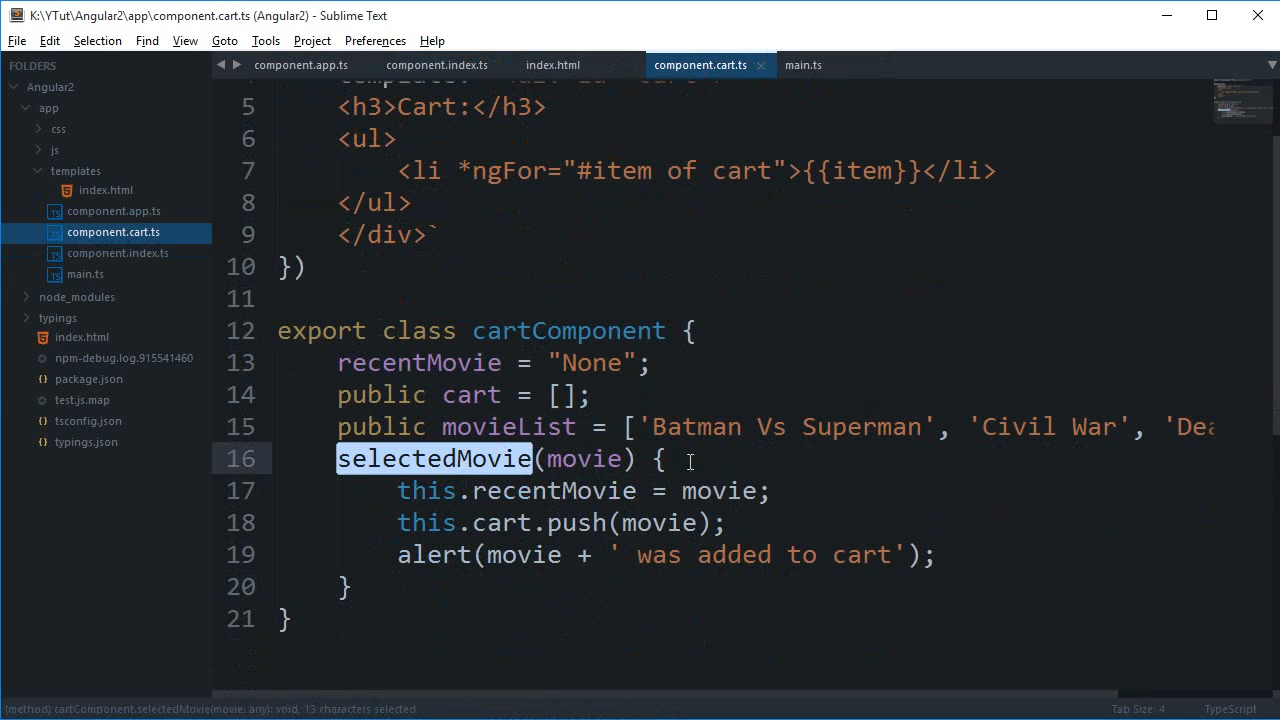 K:\YTut\Angular2\app\component.cart.ts (Angular2) - Sublime Text
File Edit Selection Find View Goto Tools Project Preferences Help
FOLDERS
Angular2
app
css
js
templates
index.html
component.app.ts
component.cart.ts
component.index.ts
main.ts
node_modules
typings
index.html
npm-debug.log.915541460
package.json
test.js.map
tsconfig.json
typings.json
component.app.ts component.index.ts index.html component.cart.ts main.ts
5 <h3>Cart:</h3>
6 <ul>
7 <li *ngFor="#item of cart">{{item}}</li>
8 </ul>
9 </div>`
10 })
11
12 export class cartComponent {
13 recentMovie = "None";
14 public cart = [];
15 public movieList = ['Batman Vs Superman', 'Civil War', 'Dea
16 selectedMovie(movie) {
17 this.recentMovie = movie;
18 this.cart.push(movie);
19 alert(movie + ' was added to cart');
20 }
21 }
(method) cartComponent.selectedMovie(movie: any): void, 13 characters selected
Tab Size: 4 TypeScript